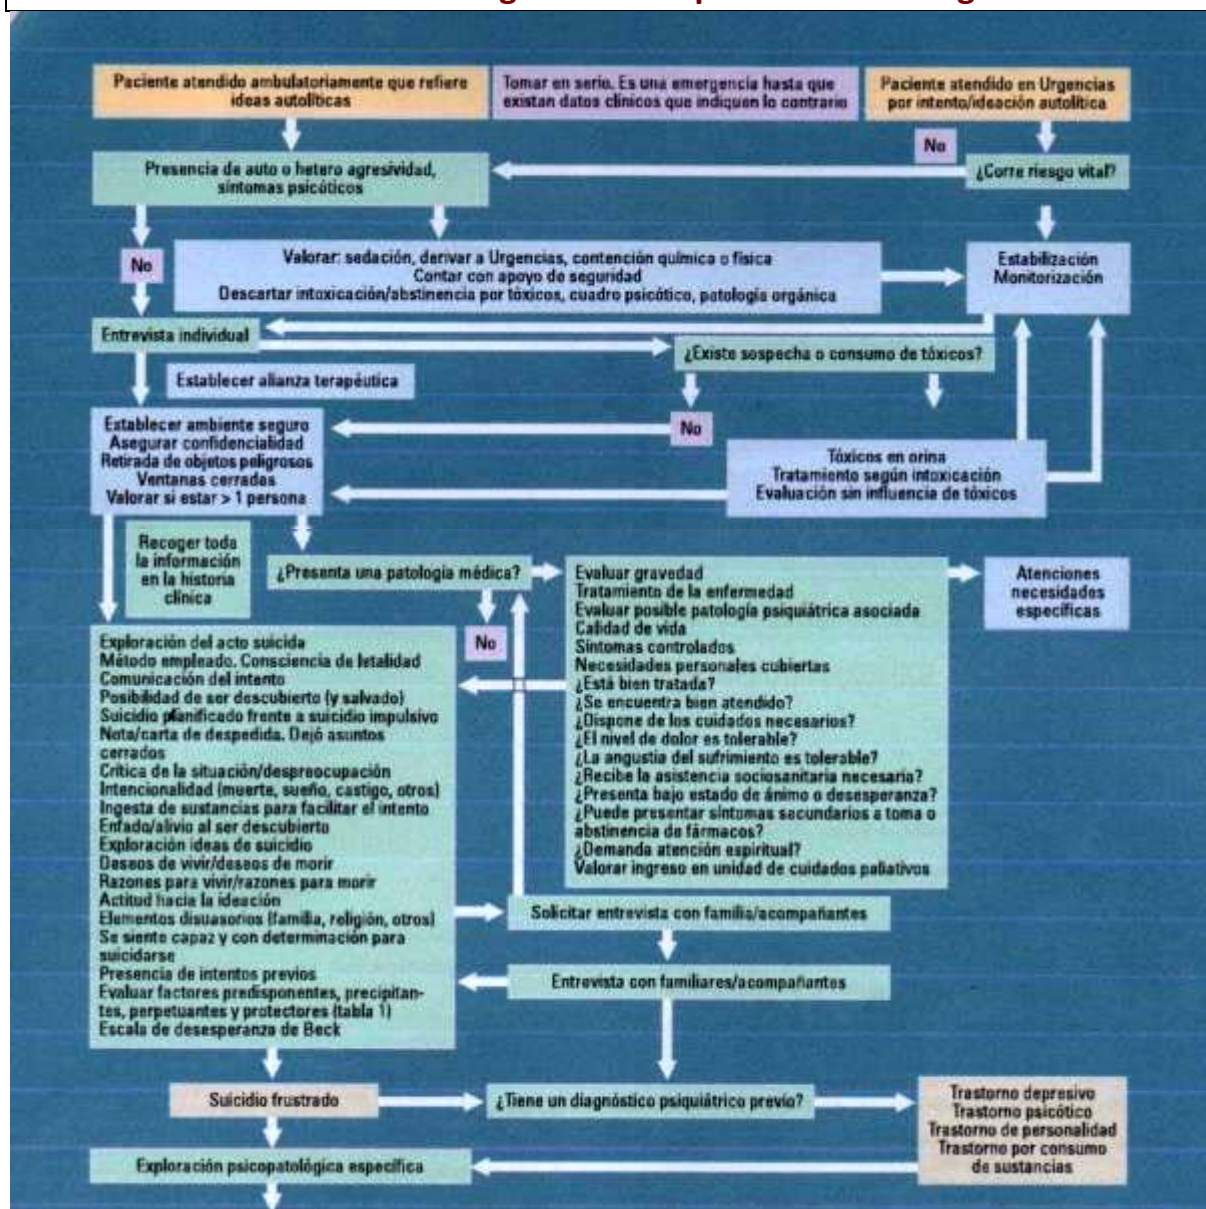 Paciente atendido ambulatoriamente que refiere
ideas autolíticas
Tomar en serio. Es una emergencia hasta que
existan datos clínicos que indiquen lo contrario
Paciente atendido en Urgencias
por intento/ideación autolítica
No
Presencia de auto o hetero agresividad,
síntomas psicóticos
¿Corre riesgo vital?
No
Valorar: sedación, derivar a Urgencias, contención química o física
Contar con apoyo de seguridad
Descartar intoxicación/abstinencia por tóxicos, cuadro psicótico, patología orgánica
Estabilización
Monitorización
Entrevista individual
¿Existe sospecha o consumo de tóxicos?
Establecer alianza terapéutica
No
Establecer ambiente seguro
Asegurar confidencialidad
Retirada de objetos peligrosos
Ventanas cerradas
Valorar si estar > 1 persona
Tóxicos en orina
Tratamiento según intoxicación
Evaluación sin influencia de tóxicos
Recoger toda
la información
en la historia
clínica
¿Presenta una patología médica?
No
Evaluar gravedad
Tratamiento de la enfermedad
Evaluar posible patología psiquiátrica asociada
Calidad de vida
Síntomas controlados
Necesidades personales cubiertas
¿Está bien tratada?
¿Se encuentra bien atendido?
¿Dispone de los cuidados necesarios?
¿El nivel de dolor es tolerable?
¿La angustia del sufrimiento es tolerable?
¿Recibe la asistencia sociosanitaria necesaria?
¿Presenta bajo estado de ánimo o desesperanza?
¿Puede presentar síntomas secundarios a toma o
abstinencia de fármacos?
¿Demanda atención espiritual?
Valorar ingreso en unidad de cuidados paliativos
Atenciones
necesidades
específicas
Exploración del acto suicida
Método empleado. Consciencia de letalidad
Comunicación del intento
Posibilidad de ser descubierto (y salvado)
Suicidio planificado frente a suicidio impulsivo
Nota/carta de despedida. Dejó asuntos
cerrados
Crítica de la situación/despreocupación
Intencionalidad (muerte, sueño, castigo, otros)
Ingesta de sustancias para facilitar el intento
Enfado/alivio al ser descubierto
Exploración ideas de suicidio
Deseos de vivir/deseos de morir
Razones para vivir/razones para morir
Actitud hacia la ideación
Elementos disuasorios (familia, religión, otros)
Se siente capaz y con determinación para
suicidarse
Presencia de intentos previos
Evaluar factores predisponentes, precipitan-
tes, perpetuantes y protectores (tabla 1)
Escala de desesperanza de Beck
Solicitar entrevista con familia/acompañantes
Entrevista con familiares/acompañantes
Suicidio frustrado
¿Tiene un diagnóstico psiquiátrico previo?
Trastorno depresivo
Trastorno psicótico
Trastorno de personalidad
Trastorno por consumo
de sustancias
Exploración psicopatológica específica